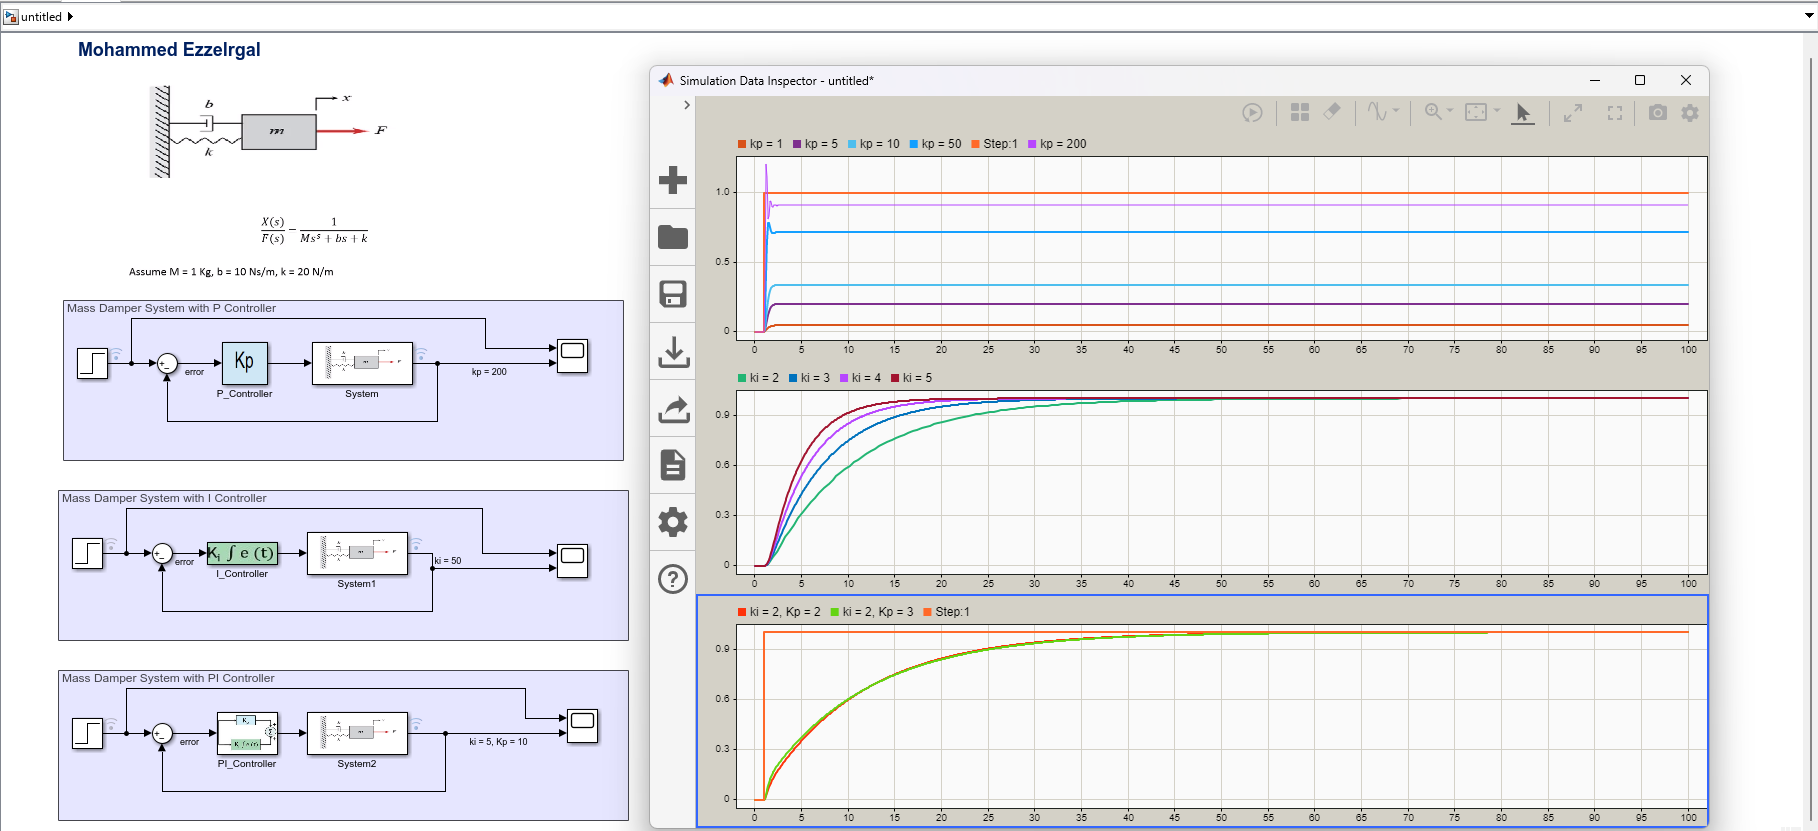 untitled
Mohammed Ezzelrgal
b
x
m
F
k
X(s)
F(s)
–
1
Ms^s + bs + k
Assume M = 1 Kg, b = 10 Ns/m, k = 20 N/m
Mass Damper System with P Controller
error
Kp
P_Controller
System
kp = 200
Mass Damper System with I Controller
error
K_i ∫ e (t)
I_Controller
System1
ki = 50
Mass Damper System with PI Controller
error
PI_Controller
System2
ki = 5, Kp = 10
Simulation Data Inspector - untitled*
kp = 1 kp = 5 kp = 10 kp = 50 Step:1 kp = 200
1.0
0.5
0
0 5 10 15 20 25 30 35 40 45 50 55 60 65 70 75 80 85 90 95 100
ki = 2 ki = 3 ki = 4 ki = 5
0.9
0.6
0.3
0
0 5 10 15 20 25 30 35 40 45 50 55 60 65 70 75 80 85 90 95 100
ki = 2, Kp = 2 ki = 2, Kp = 3 Step:1
0.9
0.6
0.3
0
0 5 10 15 20 25 30 35 40 45 50 55 60 65 70 75 80 85 90 95 100